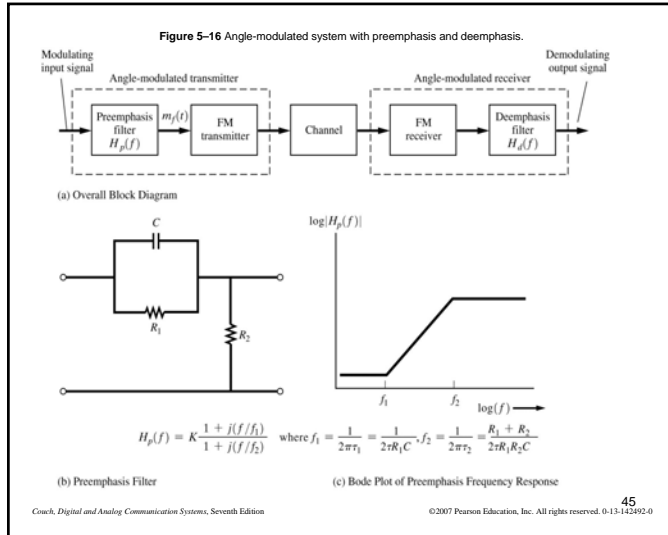 Figure 5–16 Angle-modulated system with preemphasis and deemphasis.
Modulating
input signal
Demodulating
output signal
Angle-modulated transmitter
Angle-modulated receiver
Preemphasis
filter
H_p(f)
m_f(t)
FM
transmitter
Channel
FM
receiver
Deemphasis
filter
H_d(f)
(a) Overall Block Diagram
C
R_1
R_2
log|H_p(f)|
f_1
f_2
log(f)
H_p(f) = K (1 + j(f/f_1))/(1 + j(f/f_2)) where f_1 = 1/(2πτ_1) = 1/(2πR_1C), f_2 = 1/(2πτ_2) = (R_1 + R_2)/(2πR_1R_2C)
(b) Preemphasis Filter
(c) Bode Plot of Preemphasis Frequency Response
45
Couch, Digital and Analog Communication Systems, Seventh Edition
©2007 Pearson Education, Inc. All rights reserved. 0-13-142492-0